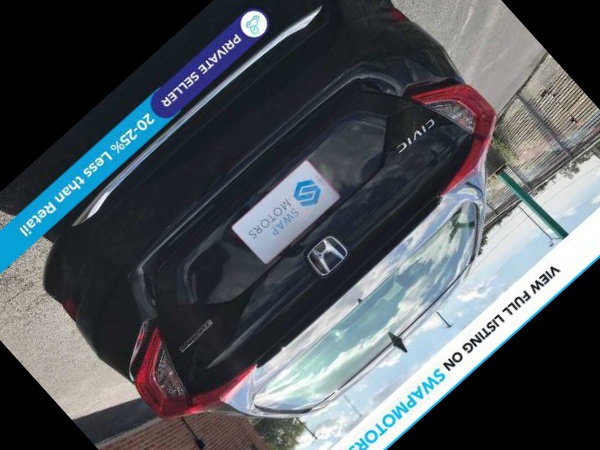 VIEW FULL LISTING ON SWAPMOTORS
CIVIC
SWAP
MOTORS
PRIVATE SELLER
20-25% Less than Retail